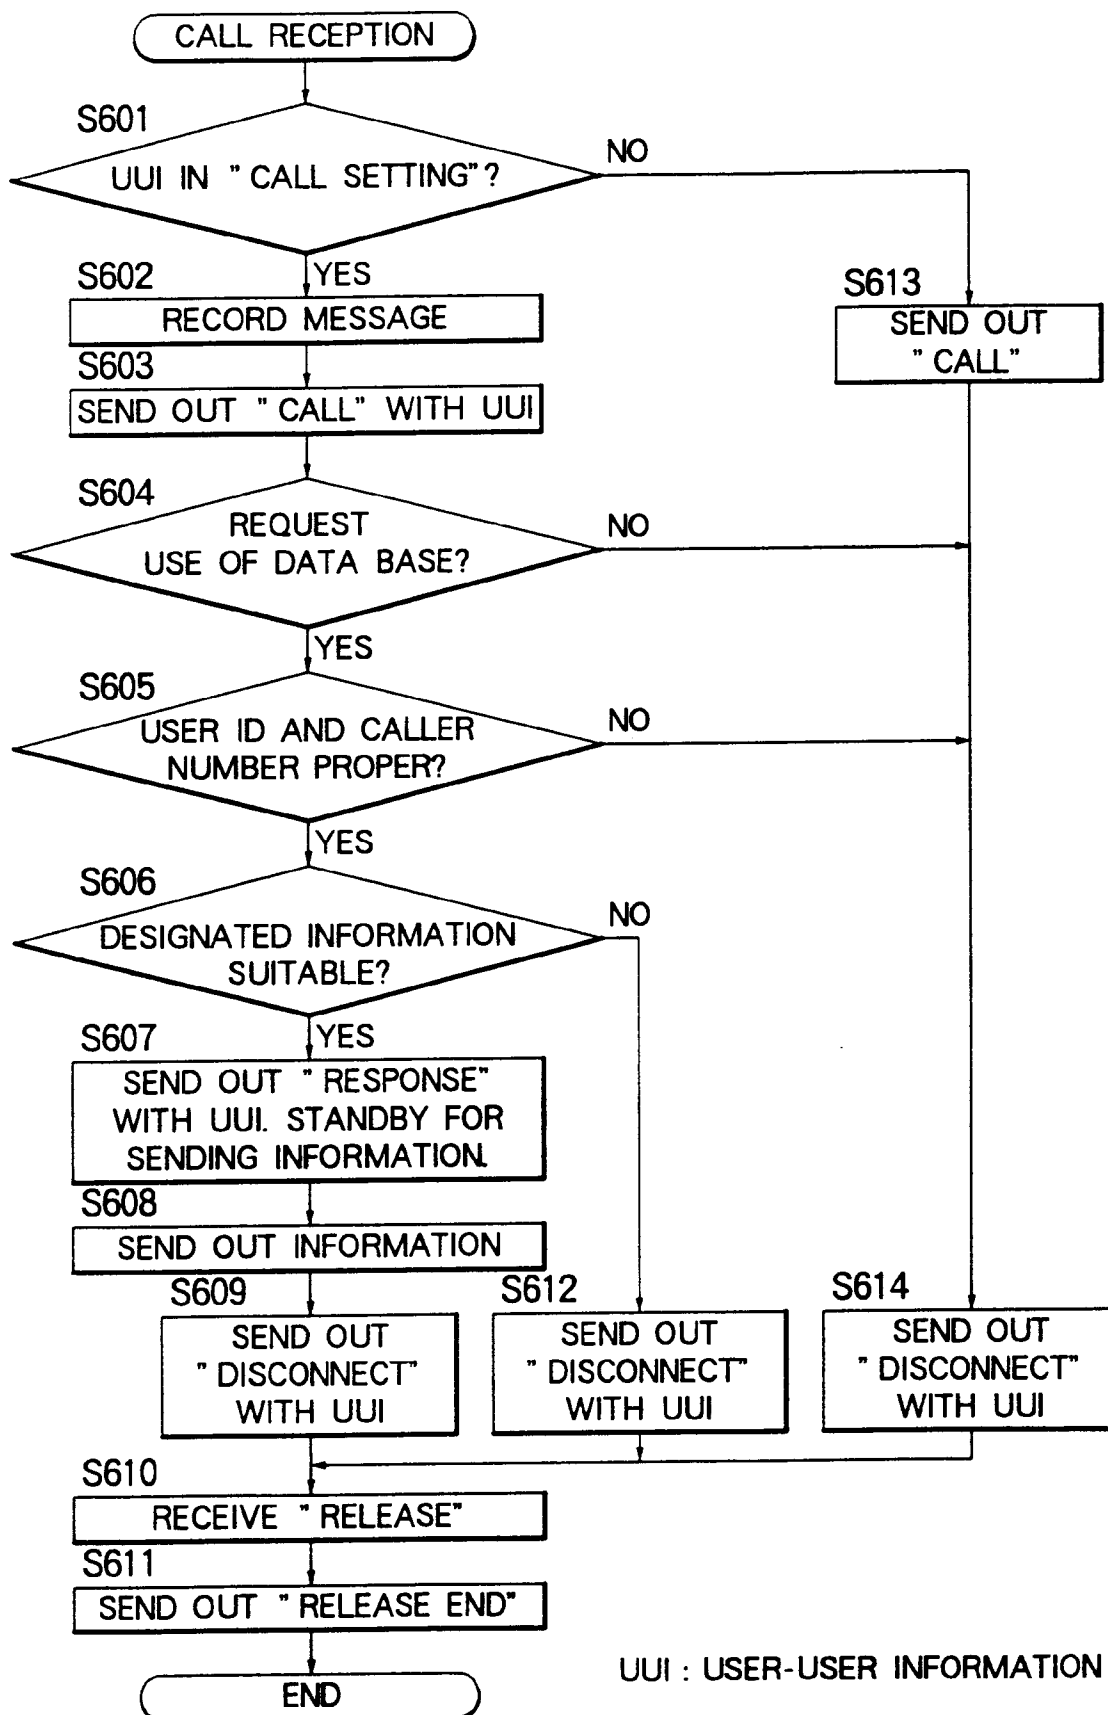 CALL RECEPTION
S601
UUI IN "CALL SETTING"?
NO
YES
S602
RECORD MESSAGE
S613
SEND OUT
"CALL"
S603
SEND OUT "CALL" WITH UUI
S604
REQUEST
USE OF DATA BASE?
NO
YES
S605
USER ID AND CALLER
NUMBER PROPER?
NO
YES
S606
DESIGNATED INFORMATION
SUITABLE?
NO
YES
S607
SEND OUT "RESPONSE"
WITH UUI. STANDBY FOR
SENDING INFORMATION.
S608
SEND OUT INFORMATION
S609
SEND OUT
"DISCONNECT"
WITH UUI
S612
SEND OUT
"DISCONNECT"
WITH UUI
S614
SEND OUT
"DISCONNECT"
WITH UUI
S610
RECEIVE "RELEASE"
S611
SEND OUT "RELEASE END"
END
UUI : USER-USER INFORMATION